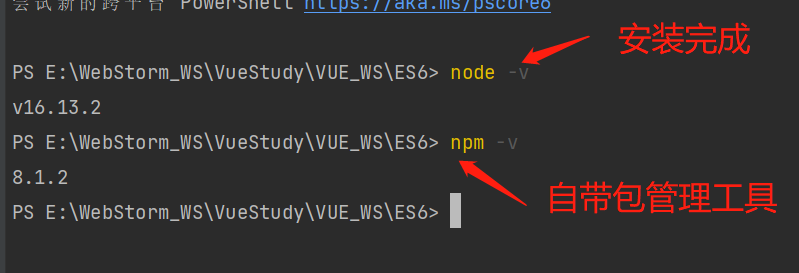 尝试新的跨平台 PowerShell https://aka.ms/pscore6
安装完成
PS E:\WebStorm_WS\VueStudy\VUE_WS\ES6> node -v
v16.13.2
PS E:\WebStorm_WS\VueStudy\VUE_WS\ES6> npm -v
8.1.2
自带包管理工具
PS E:\WebStorm_WS\VueStudy\VUE_WS\ES6>